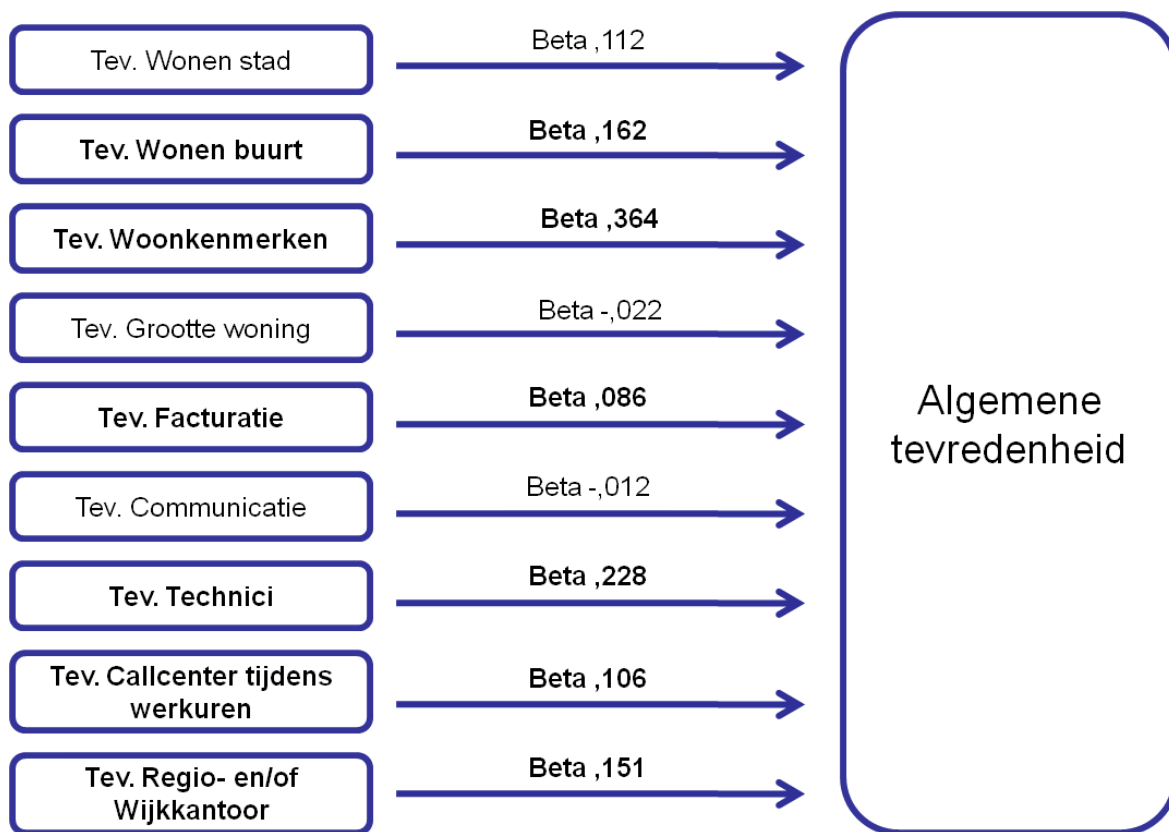 Tev. Wonen stad
Beta ,112
Tev. Wonen buurt
Beta ,162
Tev. Woonkenmerken
Beta ,364
Tev. Grootte woning
Beta -,022
Tev. Facturatie
Beta ,086
Tev. Communicatie
Beta -,012
Tev. Technici
Beta ,228
Tev. Callcenter tijdens
werkuren
Beta ,106
Tev. Regio- en/of
Wijkkantoor
Beta ,151
Algemene
tevredenheid